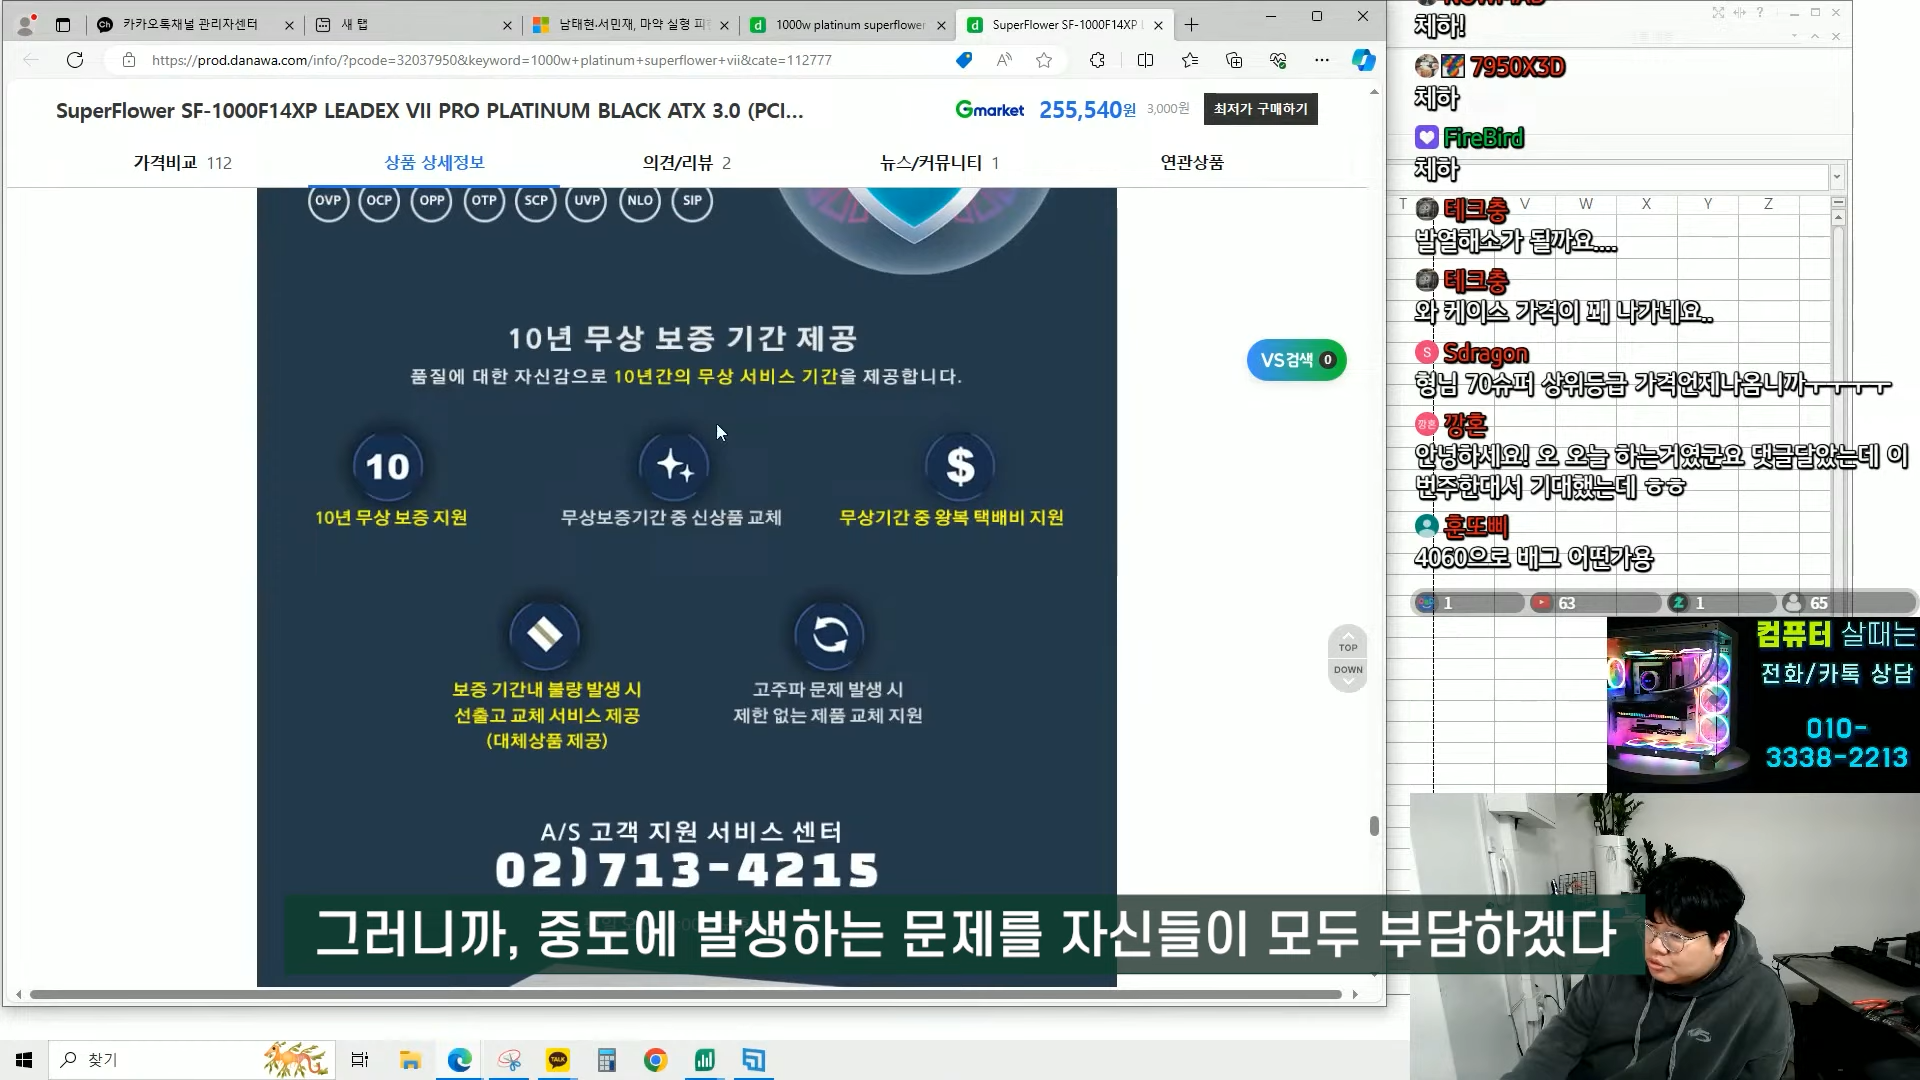 카카오톡채널 관리자센터
새 탭
남태현·서민재, 마약 실형 피
1000w platinum superflower
SuperFlower SF-1000F14XP L
https://prod.danawa.com/info/?pcode=32037950&keyword=1000w+platinum+superflower+vii&cate=112777
SuperFlower SF-1000F14XP LEADEX VII PRO PLATINUM BLACK ATX 3.0 (PCI...
Gmarket 255,540원 3,000원 최저가 구매하기
가격비교 112
상품 상세정보
의견/리뷰 2
뉴스/커뮤니티 1
연관상품
OVP OCP OPP OTP SCP UVP NLO SIP
10년 무상 보증 기간 제공
품질에 대한 자신감으로 10년간의 무상 서비스 기간을 제공합니다.
VS검색 0
10
$
10년 무상 보증 지원
무상보증기간 중 신상품 교체
무상기간 중 왕복 택배비 지원
보증 기간내 불량 발생 시
선출고 교체 서비스 제공
(대체상품 제공)
고주파 문제 발생 시
제한 없는 제품 교체 지원
TOP
DOWN
A/S 고객 지원 서비스 센터
02)713-4215
그러니까, 중도에 발생하는 문제를 자신들이 모두 부담하겠다
체하!
7950X3D
체하
FireBird
체하
T V W X Y Z
테크충
발열해소가 될까요....
테크충
와 케이스 가격이 꽤 나가네요..
S Sdragon
형님 70슈퍼 상위등급 가격언제나옴니까ㅜㅜㅜㅜ
깡혼 깡혼
안녕하세요! 오 오늘 하는거였군요 댓글달았는데 이
번주한대서 기대했는데 ㅎㅎ
훈또삐
4060으로 배그 어떤가용
1 63 1 65
컴퓨터 살때는
전화/카톡 상담
010-
3338-2213
찾기
TALK